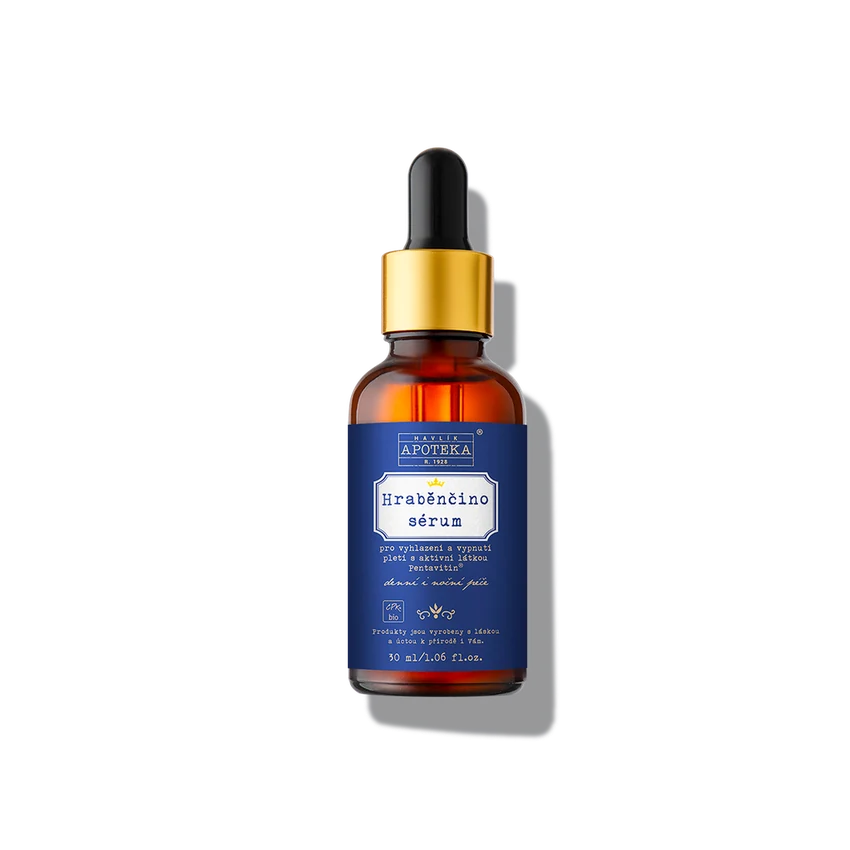 HAVLÍK
APOTEKA®
R. 1928
Hraběnčino
sérum
pro vyhlazení a vypnutí
pleti s aktivní látkou
Pentavitin®
denní i noční péče
CPK
bio
Produkty jsou vyrobeny s láskou
a úctou k přírodě i Vám.
30 ml/1.06 fl.oz.